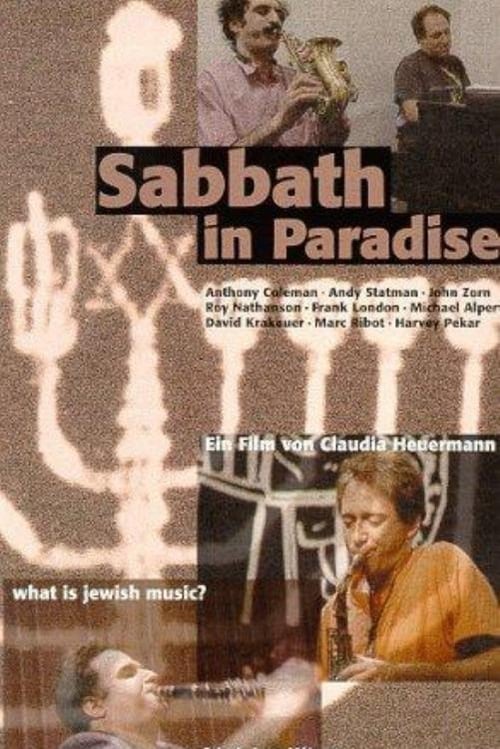 Sabbath
in Paradise
Anthony Coleman · Andy Statman · John Zorn
Roy Nathanson · Frank London · Michael Alper
David Krakauer · Marc Ribot · Harvey Pekar
Ein Film von Claudia Heuermann
what is jewish music?